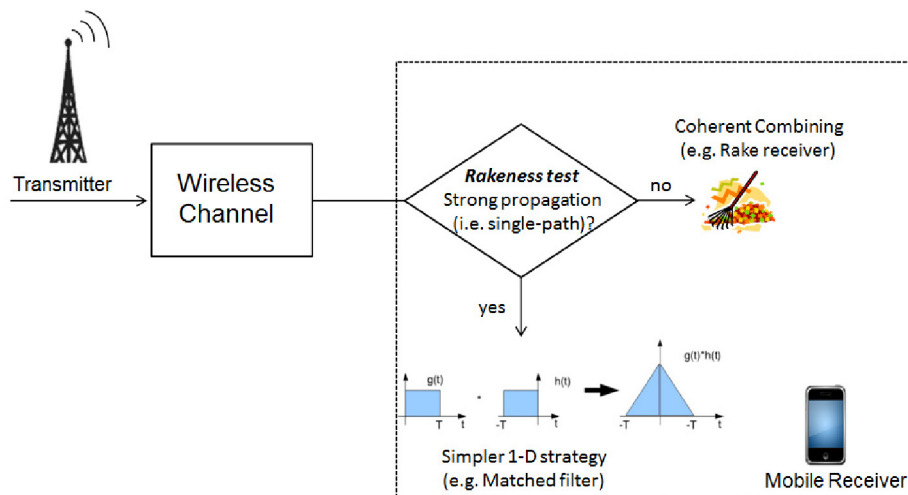 Transmitter
Wireless
Channel
Rakeness test
Strong propagation
(i.e. single-path)?
no
Coherent Combining
(e.g. Rake receiver)
yes
g(t)
T
t
*
h(t)
-T
t
g(t)*h(t)
-T
-T
t
Simpler 1-D strategy
(e.g. Matched filter)
Mobile Receiver